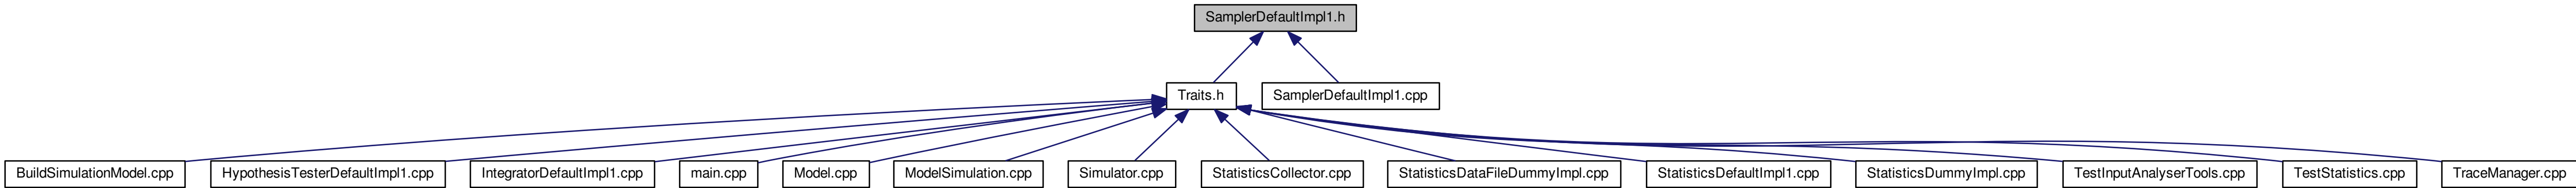 SamplerDefaultImpl1.h
Traits.h
SamplerDefaultImpl1.cpp
BuildSimulationModel.cpp
HypothesisTesterDefaultImpl1.cpp
IntegratorDefaultImpl1.cpp
main.cpp
Model.cpp
ModelSimulation.cpp
Simulator.cpp
StatisticsCollector.cpp
StatisticsDataFileDummyImpl.cpp
StatisticsDefaultImpl1.cpp
StatisticsDummyImpl.cpp
TestInputAnalyserTools.cpp
TestStatistics.cpp
TraceManager.cpp